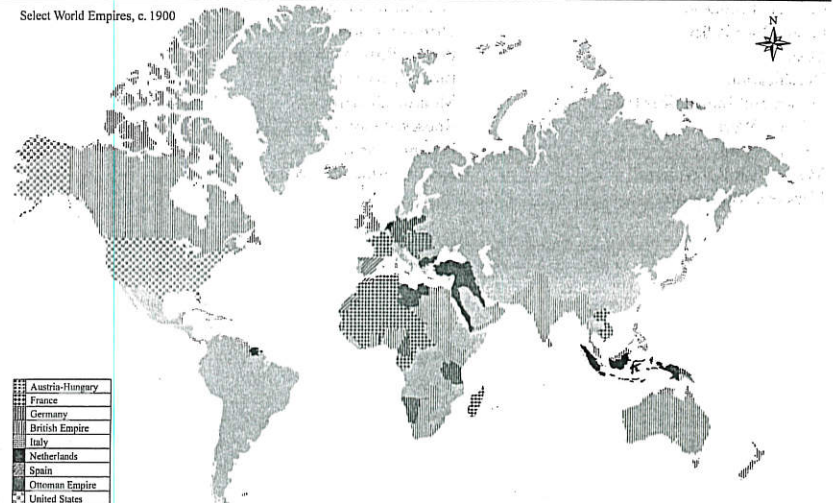 Select World Empires, c. 1900
N
Austria-Hungary
France
Germany
British Empire
Italy
Netherlands
Spain
Ottoman Empire
United States